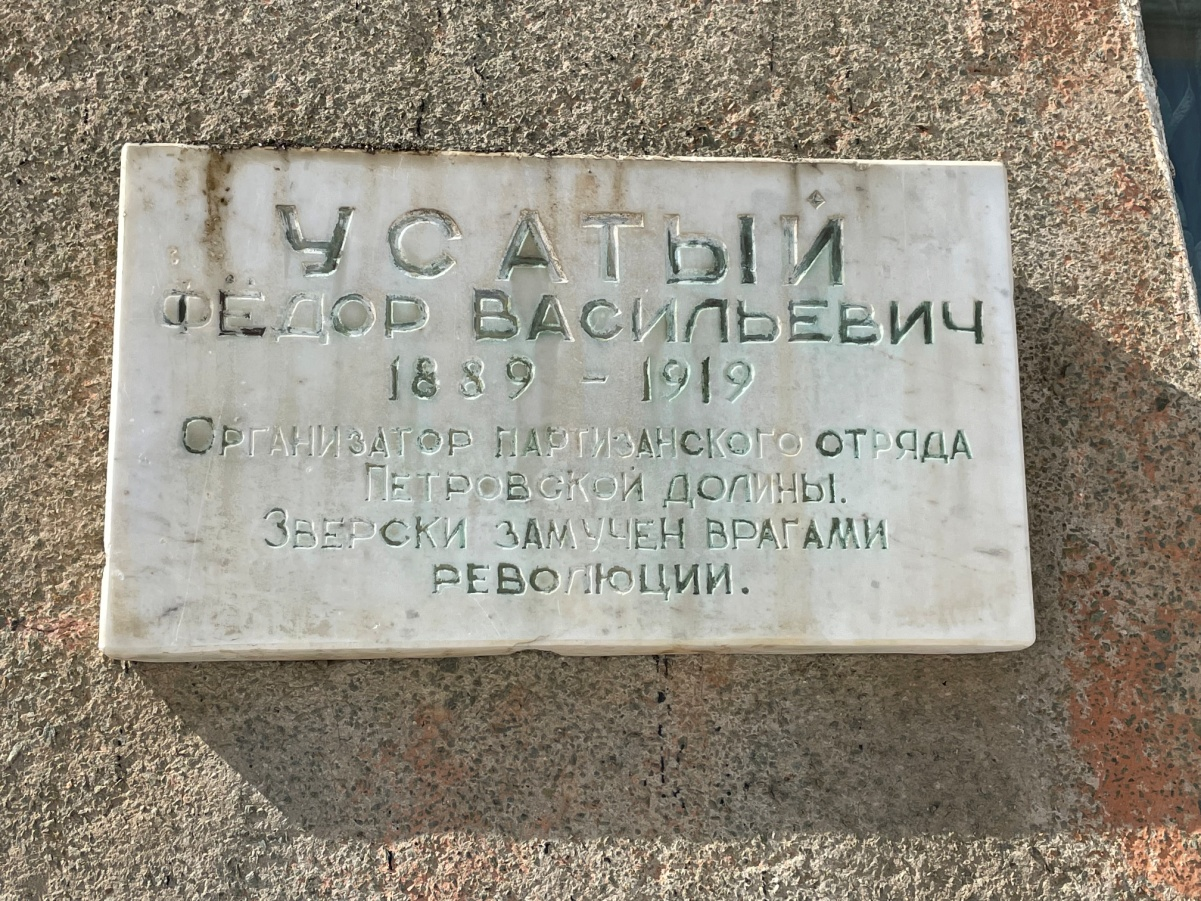 УСАТЫЙ
ФЁДОР ВАСИЛЬЕВИЧ
1889 - 1919
ОРГАНИЗАТОР ПАРТИЗАНСКОГО ОТРЯДА
ПЕТРОВСКОЙ ДОЛИНЫ.
ЗВЕРСКИ ЗАМУЧЕН ВРАГАМИ
РЕВОЛЮЦИИ.